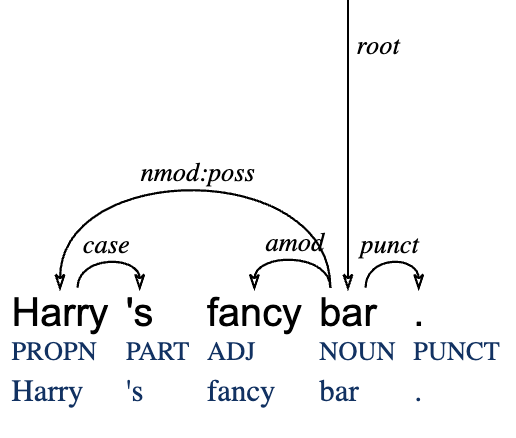 root
nmod:poss
case amod punct
Harry 's fancy bar .
PROPN PART ADJ NOUN PUNCT
Harry 's fancy bar .